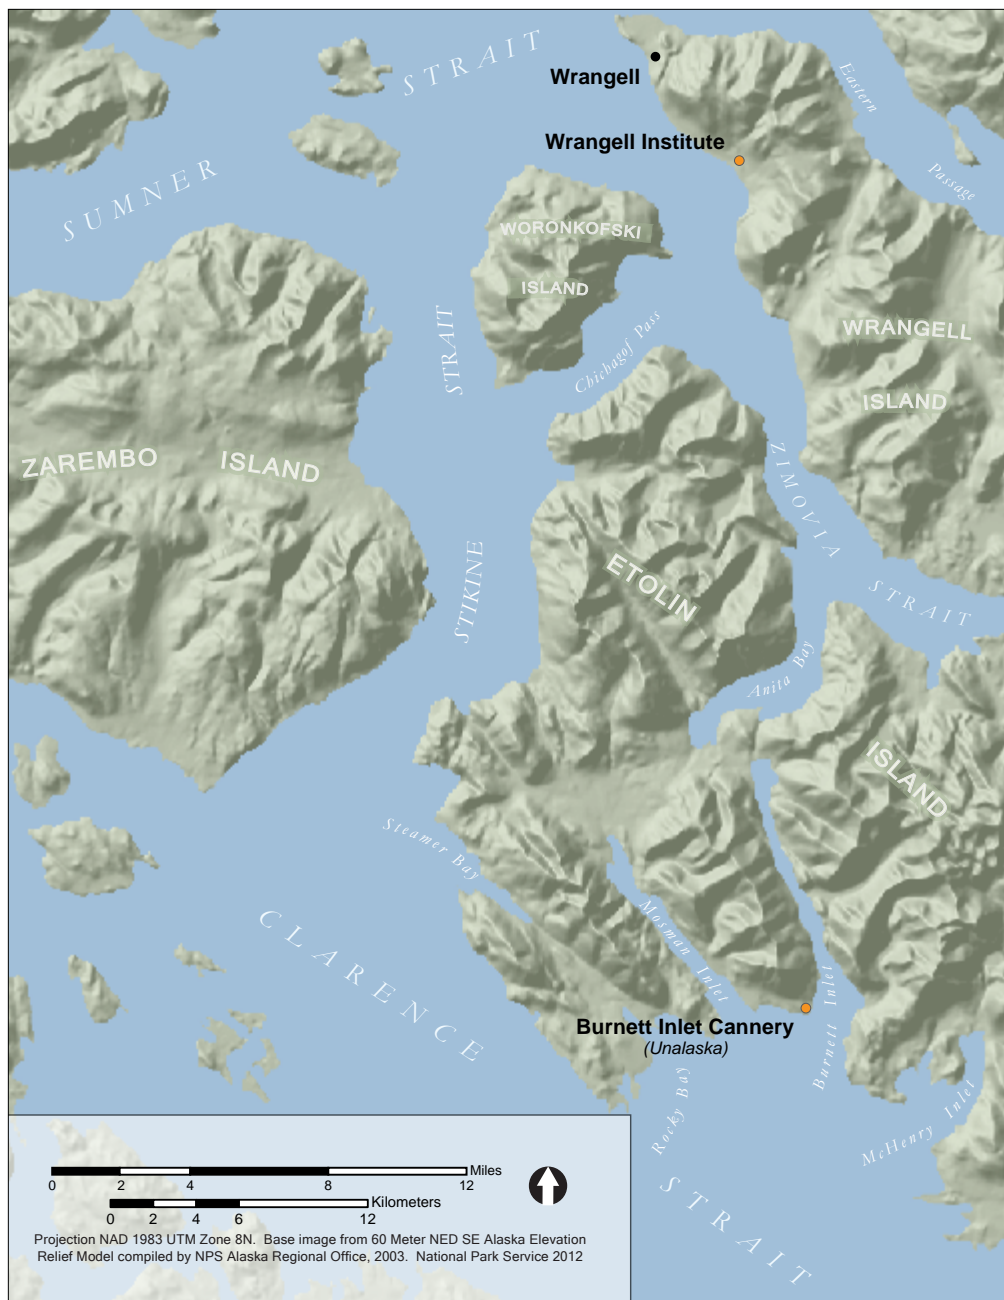 SUMNER
STRAIT
Wrangell
Eastern
Passage
Wrangell Institute
WORONKOFSKI
ISLAND
STRAIT
Chichagof Pass
WRANGELL
ISLAND
ZAREMBO ISLAND
ZIMOVIA
STRAIT
STIKINE
ETOLIN
Anita Bay
ISLAND
Steamer Bay
Mosman Inlet
CLARENCE
Burnett Inlet Cannery
(Unalaska)
Burnett Inlet
Rocky Bay
McHenry Inlet
STRAIT
Miles
0 2 4 8 12
Kilometers
0 2 4 6 12
Projection NAD 1983 UTM Zone 8N. Base image from 60 Meter NED SE Alaska Elevation
Relief Model compiled by NPS Alaska Regional Office, 2003. National Park Service 2012